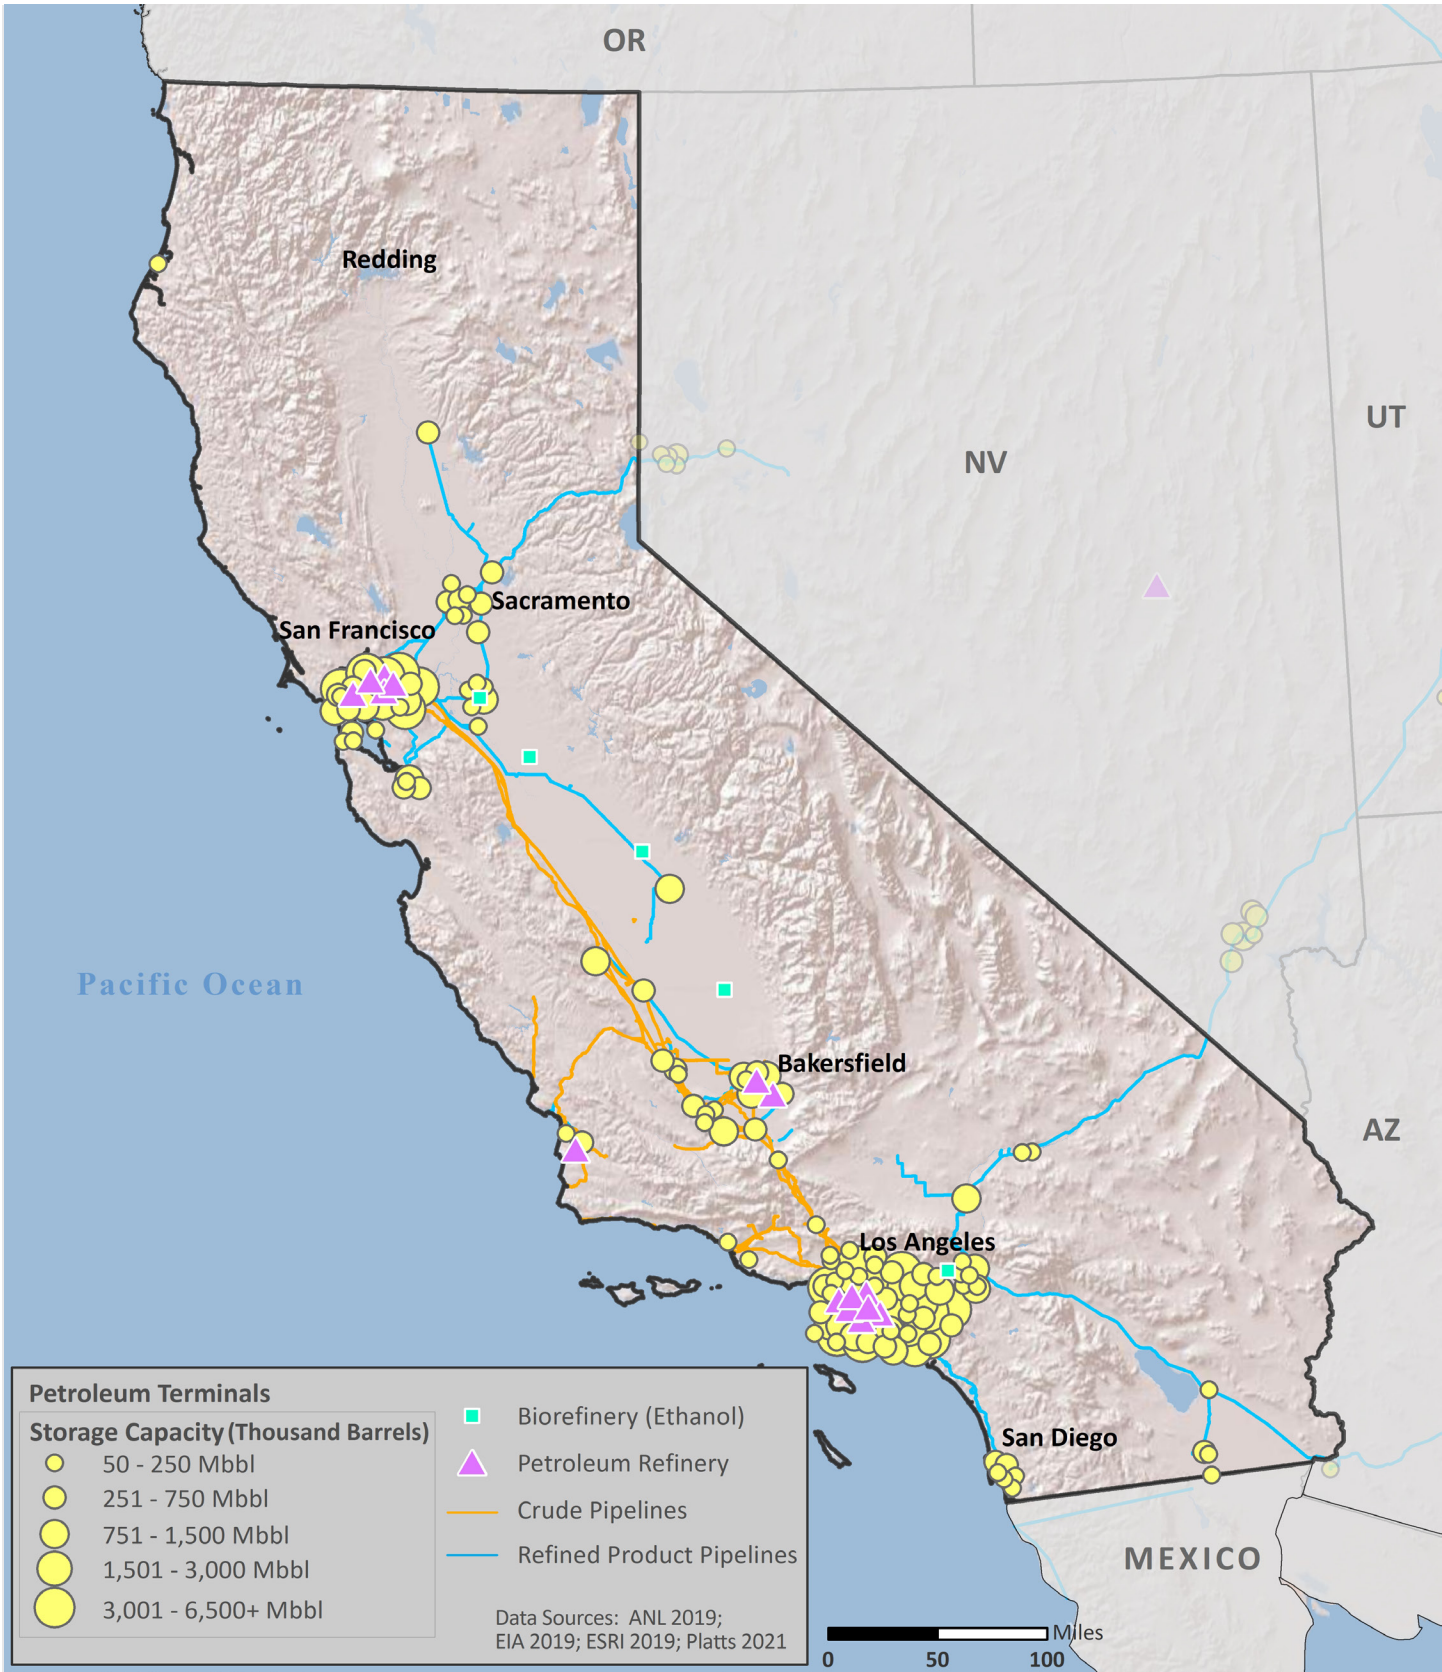 OR
Redding
UT
NV
Sacramento
San Francisco
Pacific Ocean
Bakersfield
AZ
Los Angeles
San Diego
MEXICO
Petroleum Terminals
Storage Capacity (Thousand Barrels)
50 - 250 Mbbl
251 - 750 Mbbl
751 - 1,500 Mbbl
1,501 - 3,000 Mbbl
3,001 - 6,500+ Mbbl
Biorefinery (Ethanol)
Petroleum Refinery
Crude Pipelines
Refined Product Pipelines
Data Sources: ANL 2019;
EIA 2019; ESRI 2019; Platts 2021
Miles
0 50 100